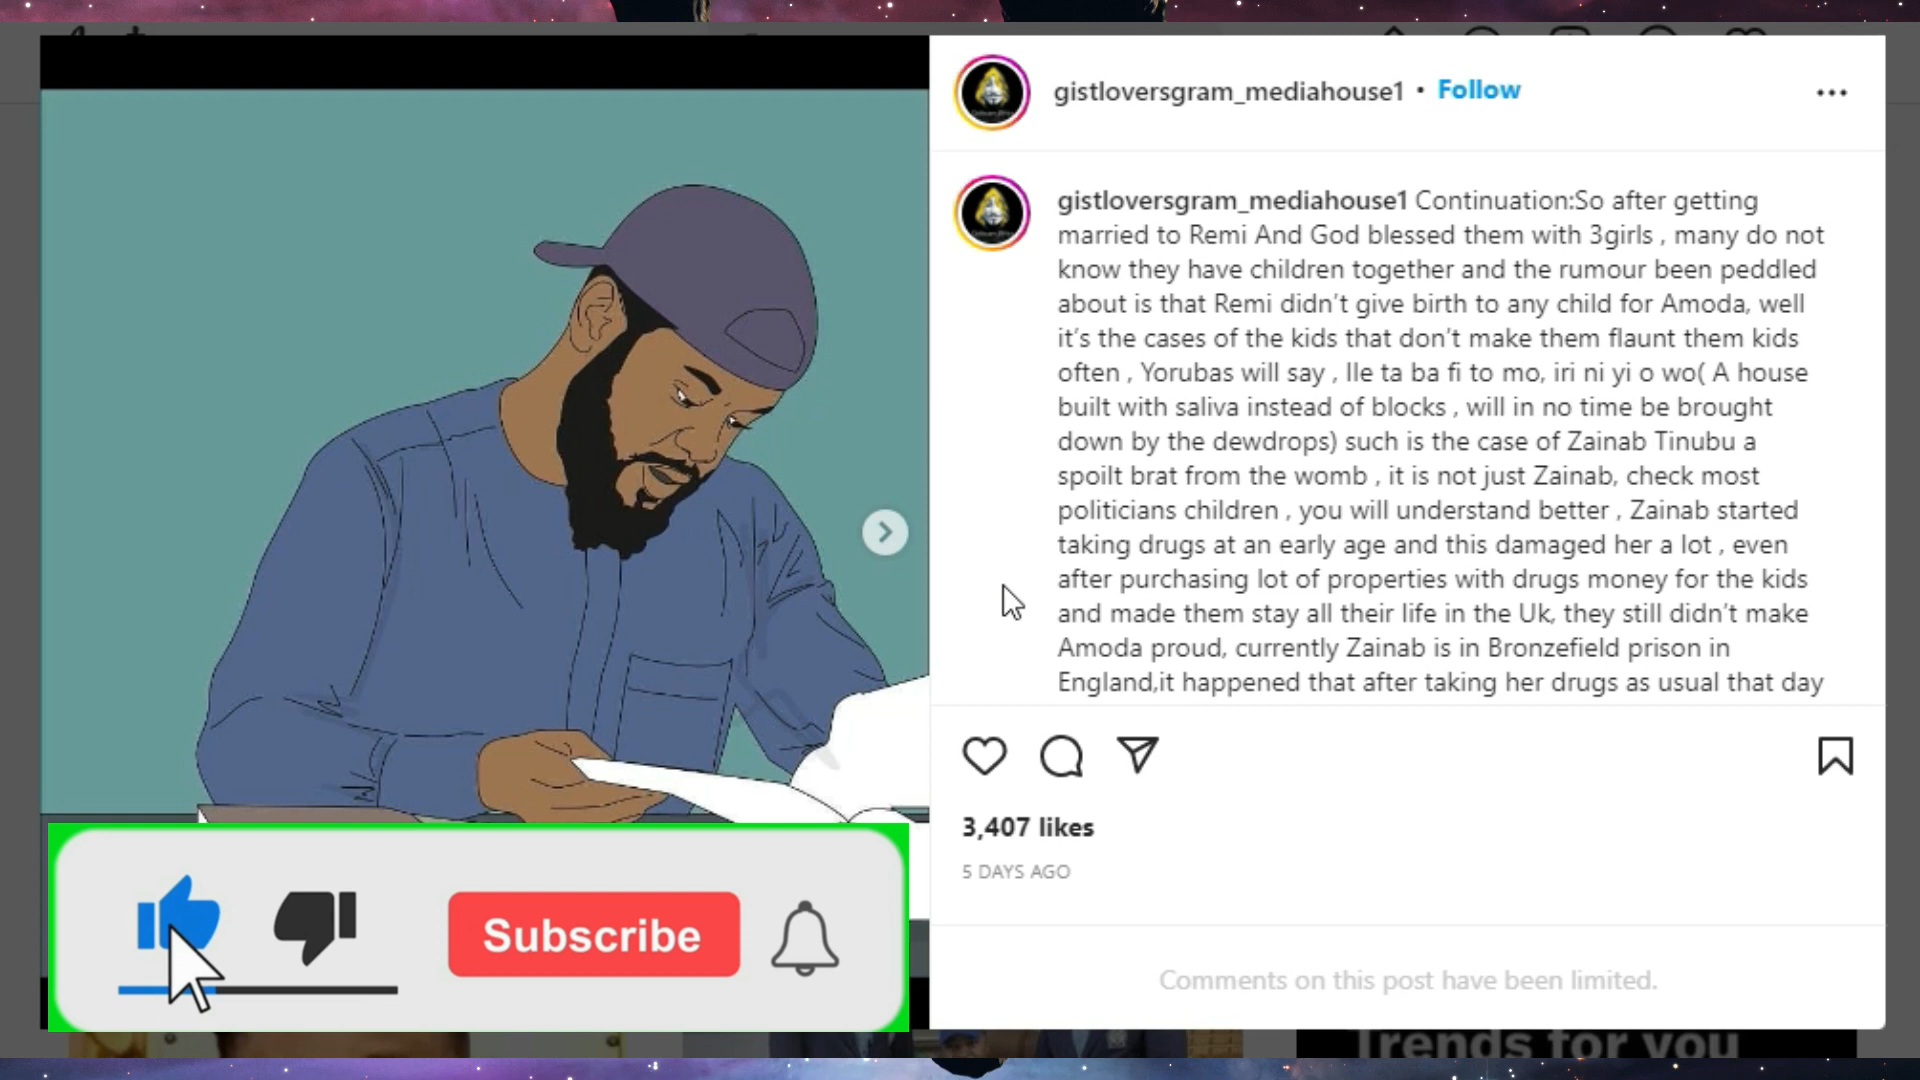 gistloversgram_mediahouse1 • Follow
gistloversgram_mediahouse1 Continuation:So after getting
married to Remi And God blessed them with 3girls , many do not
know they have children together and the rumour been peddled
about is that Remi didn’t give birth to any child for Amoda, well
it’s the cases of the kids that don’t make them flaunt them kids
often , Yorubas will say , Ile ta ba fi to mo, iri ni yi o wo( A house
built with saliva instead of blocks , will in no time be brought
down by the dewdrops) such is the case of Zainab Tinubu a
spoilt brat from the womb , it is not just Zainab, check most
politicians children , you will understand better , Zainab started
taking drugs at an early age and this damaged her a lot , even
after purchasing lot of properties with drugs money for the kids
and made them stay all their life in the Uk, they still didn’t make
Amoda proud, currently Zainab is in Bronzefield prison in
England,it happened that after taking her drugs as usual that day
3,407 likes
5 DAYS AGO
Comments on this post have been limited.
Subscribe
Trends for you